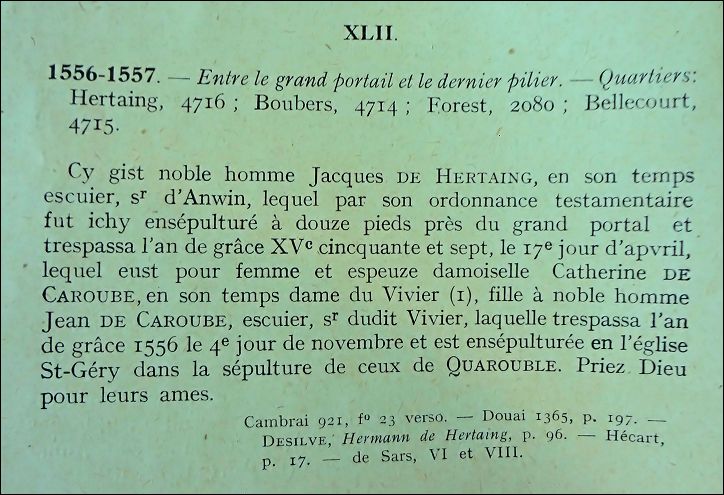 XLII.
1556-1557. — Entre le grand portail et le dernier pilier. — Quartiers:
Hertaing, 4716 ; Boubers, 4714 ; Forest, 2080 ; Bellecourt,
4715.
Cy gist noble homme Jacques DE HERTAING, en son temps
escuier, sʳ d'Anwin, lequel par son ordonnance testamentaire
fut ichy ensépulturé à douze pieds près du grand portal et
trespassa l'an de grâce XVᶜ cincquante et sept, le 17ᵉ jour d'apvril,
lequel eust pour femme et espeuze damoiselle Catherine DE
CAROUBE, en son temps dame du Vivier (1), fille à noble homme
Jean DE CAROUBE, escuier, sʳ dudit Vivier, laquelle trespassa l'an
de grâce 1556 le 4ᵉ jour de novembre et est ensépulturée en l'église
St-Géry dans la sépulture de ceux de QUAROUBLE. Priez Dieu
pour leurs ames.
Cambrai 921, fº 23 verso. — Douai 1365, p. 197. —
DESILVE, Hermann de Hertaing, p. 96. — Hécart,
p. 17. — de Sars, VI et VIII.